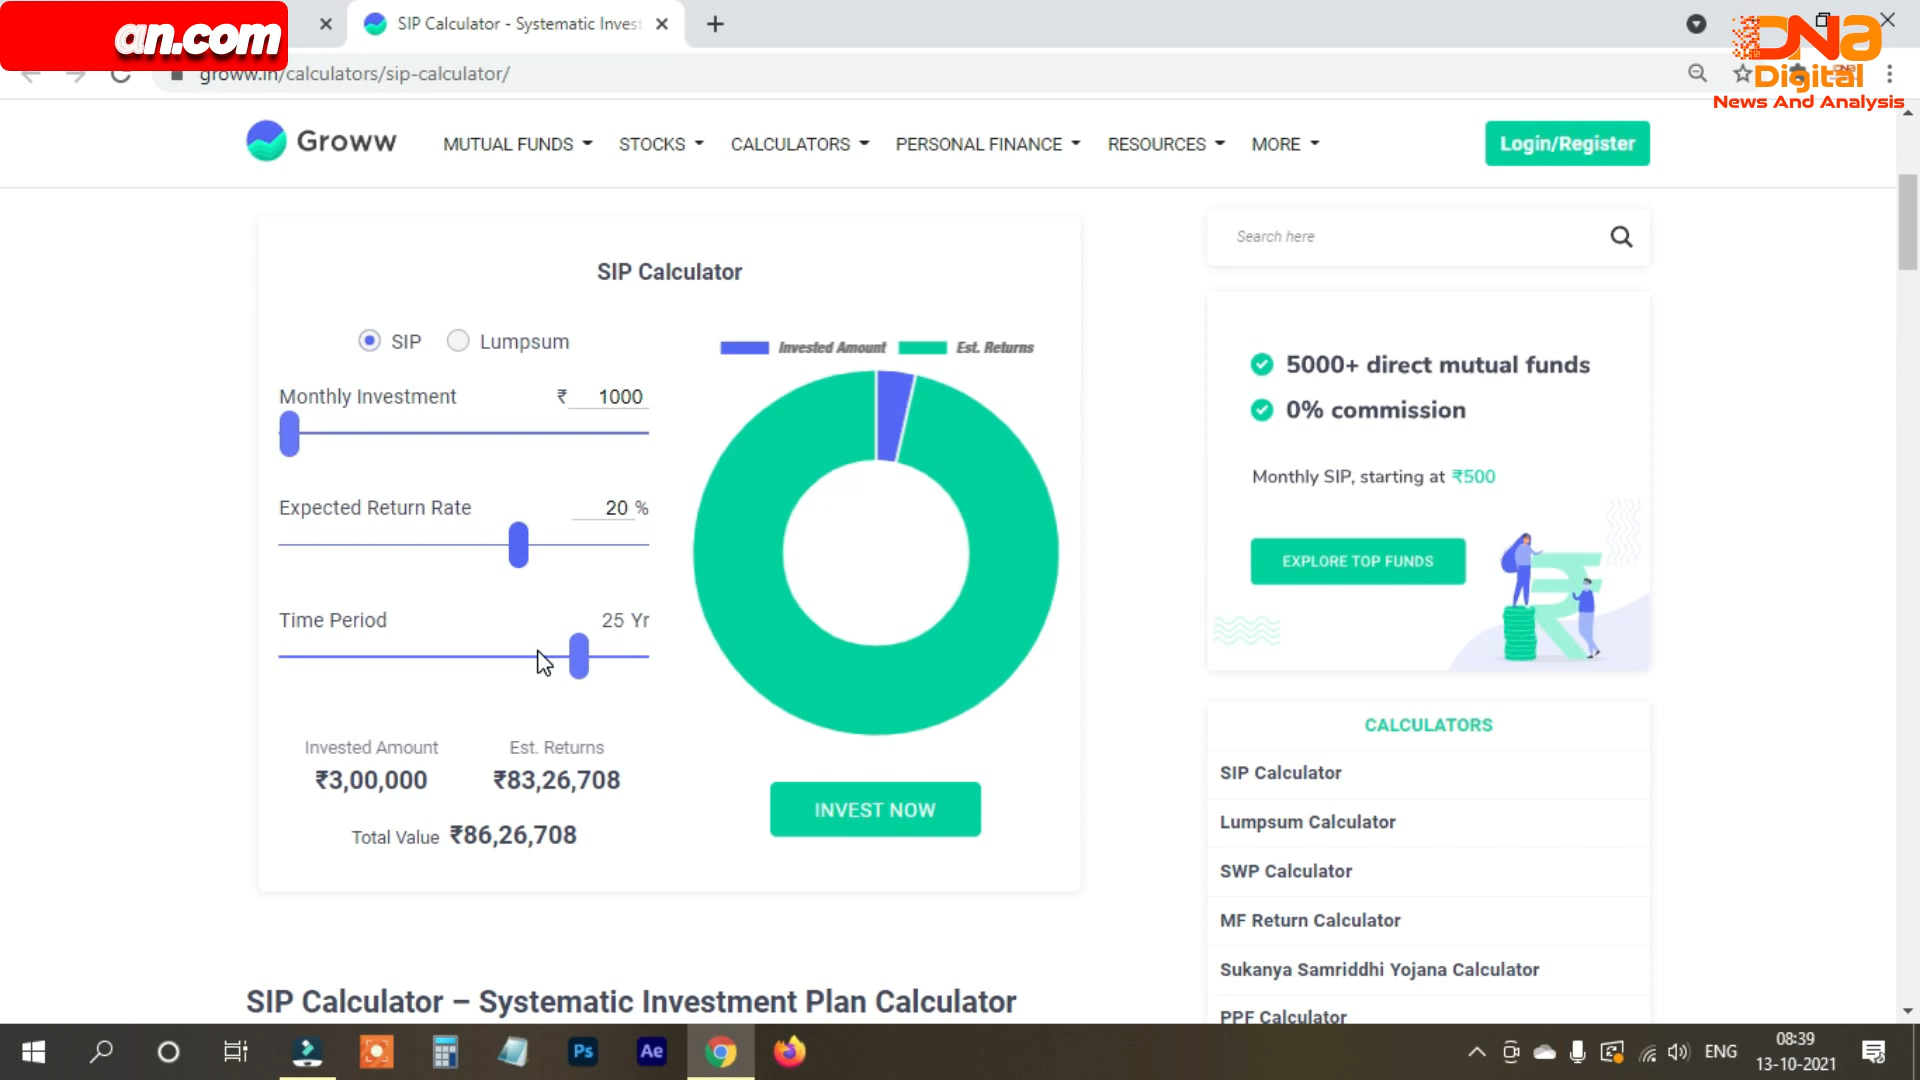 an.com
SIP Calculator - Systematic Invest
DNA
Digital
News And Analysis
groww.in/calculators/sip-calculator/
Groww
MUTUAL FUNDS
STOCKS
CALCULATORS
PERSONAL FINANCE
RESOURCES
MORE
Login/Register
Search here
SIP Calculator
SIP
Lumpsum
Invested Amount
Est. Returns
Monthly Investment
₹ 1000
Expected Return Rate
20 %
Time Period
25 Yr
Invested Amount
₹3,00,000
Est. Returns
₹83,26,708
Total Value ₹86,26,708
INVEST NOW
5000+ direct mutual funds
0% commission
Monthly SIP, starting at ₹500
EXPLORE TOP FUNDS
CALCULATORS
SIP Calculator
Lumpsum Calculator
SWP Calculator
MF Return Calculator
Sukanya Samriddhi Yojana Calculator
PPF Calculator
SIP Calculator – Systematic Investment Plan Calculator
Ps
Ae
ENG
08:39
13-10-2021